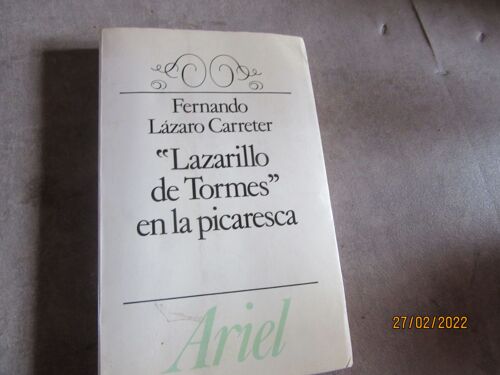 Fernando
Lázaro Carreter
“Lazarillo
de Tormes”
en la picaresca
Ariel
27/02/2022